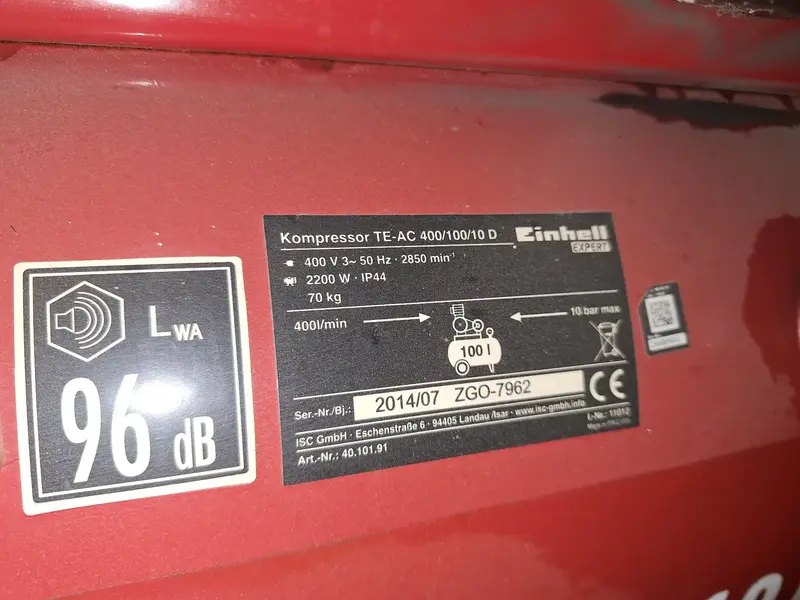 LWA
96 dB
Kompressor TE-AC 400/100/10 D
Einhell
EXPERT
400 V 3~ 50 Hz · 2850 min-1
2200 W · IP44
70 kg
400l/min
10 bar max
100 l
Ser.-Nr./Bj.: 2014/07 ZGO-7962
CE
ISC GmbH · Eschenstraße 6 · 94405 Landau /Isar · www.isc-gmbh.info
I.-Nr.: 11012
Art.-Nr.: 40.101.91